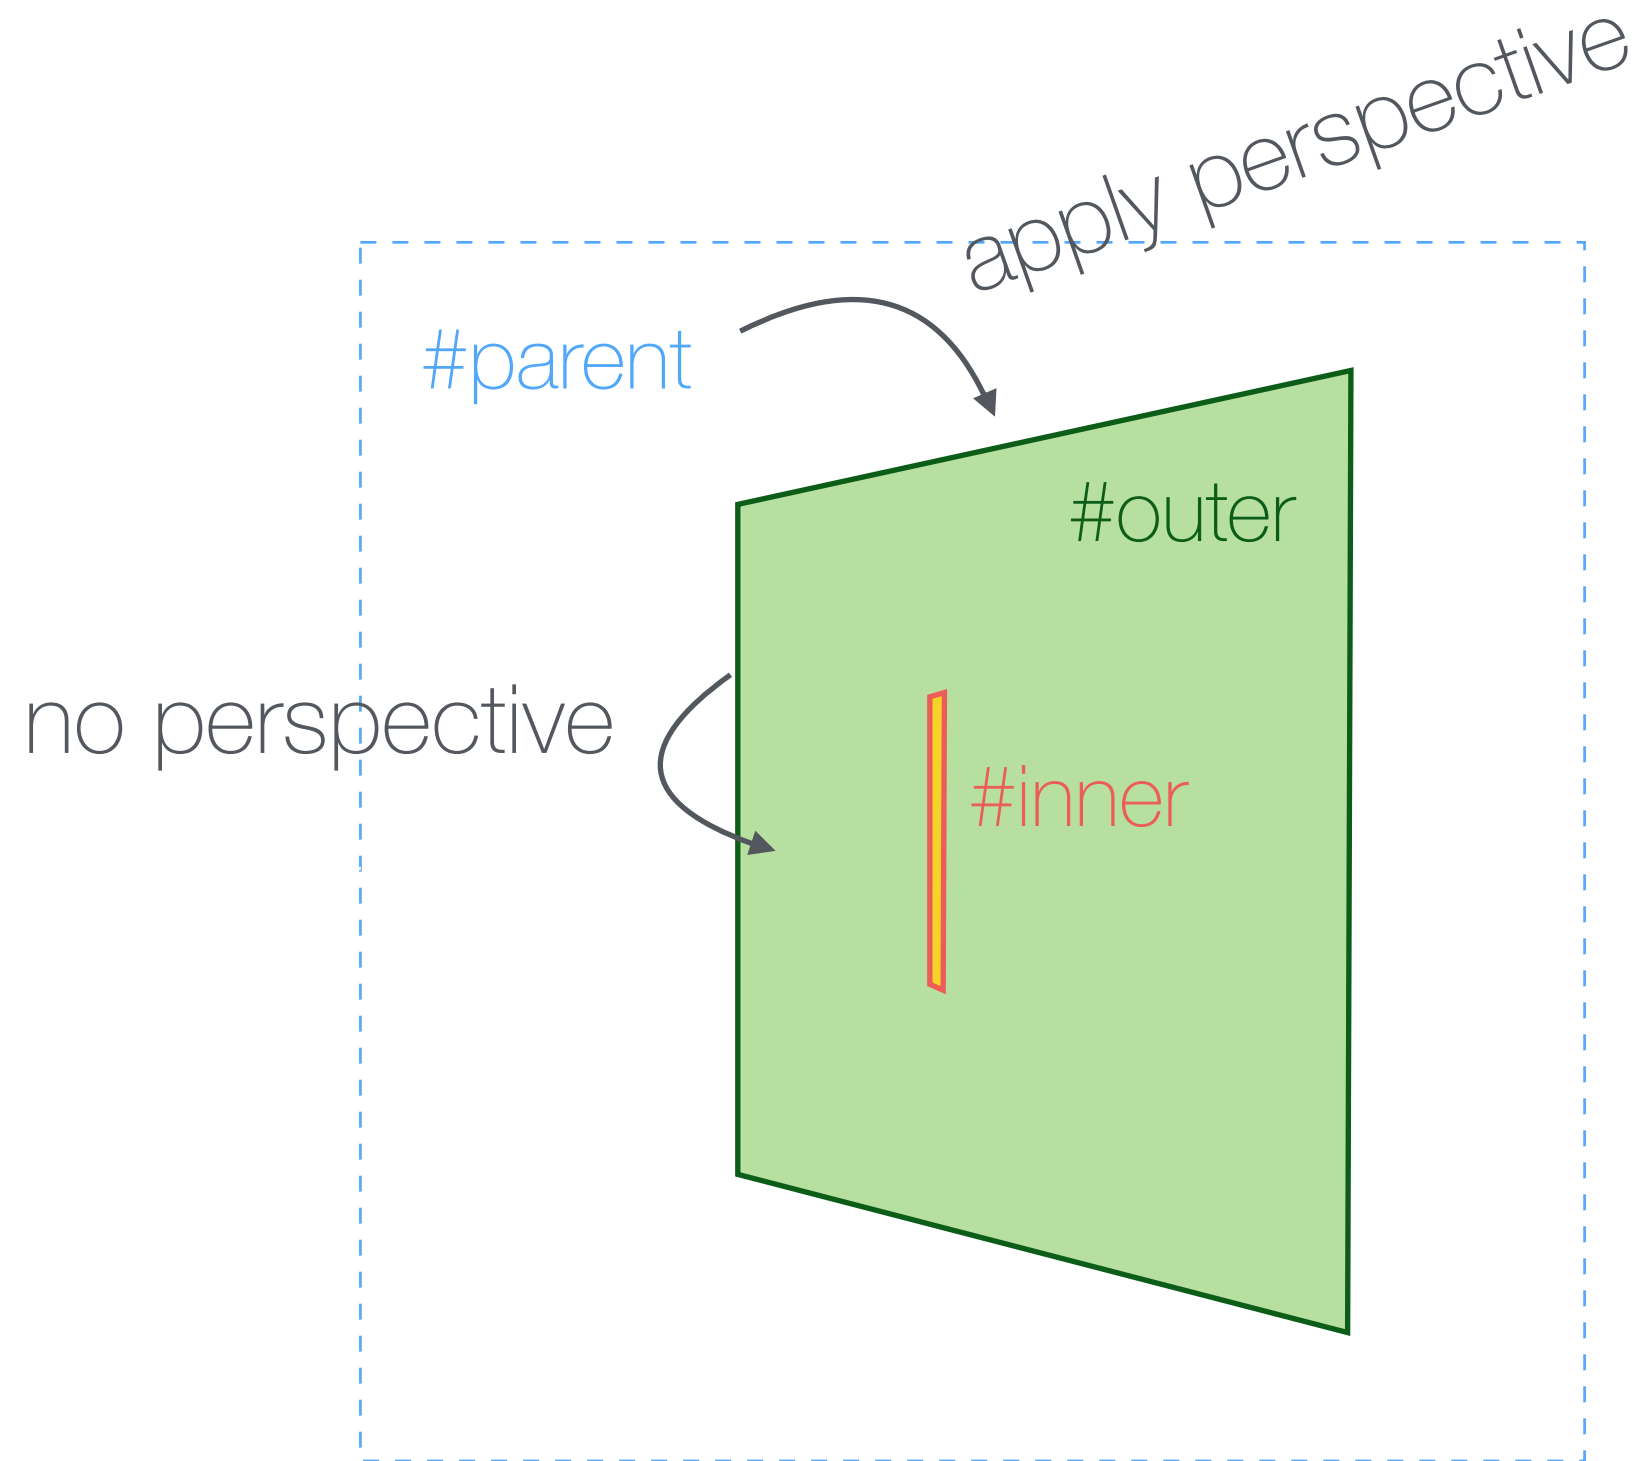 apply perspective
#parent
#outer
no perspective
#inner